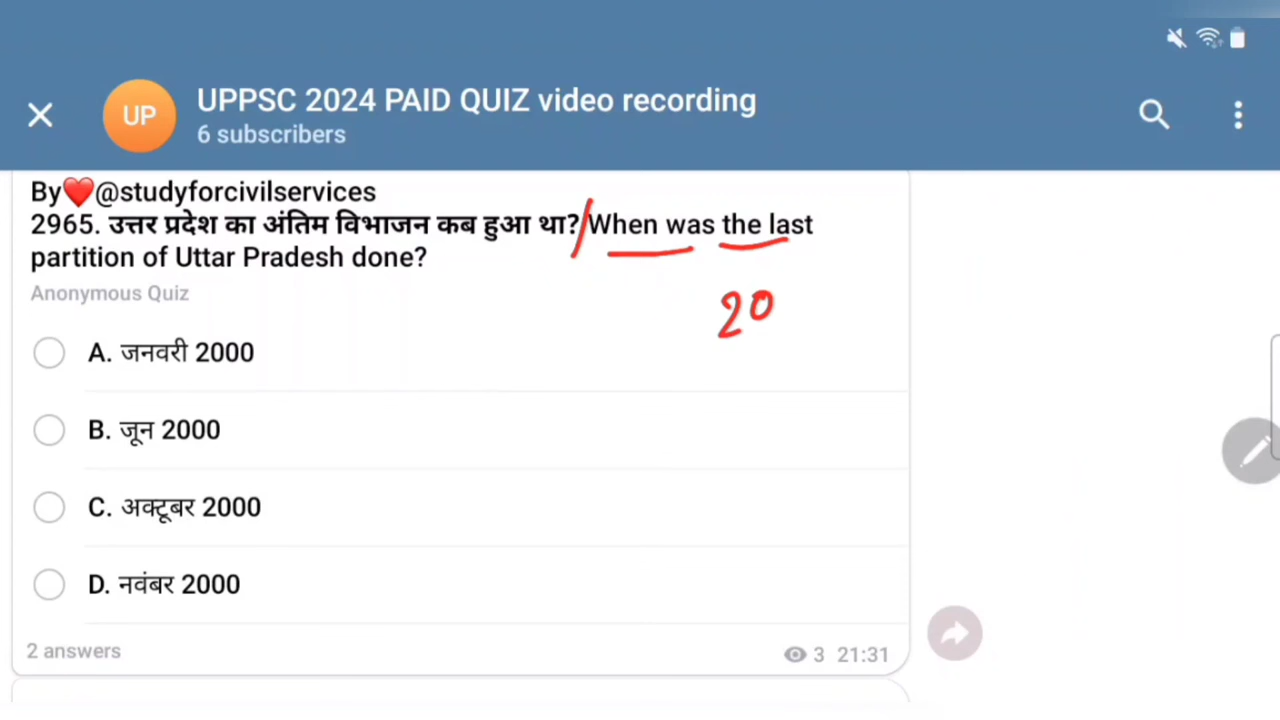 UPPSC 2024 PAID QUIZ video recording
UP
6 subscribers
By❤️@studyforcivilservices
2965. उत्तर प्रदेश का अंतिम विभाजन कब हुआ था?/When was the last
partition of Uttar Pradesh done?
20
Anonymous Quiz
A. जनवरी 2000
B. जून 2000
C. अक्टूबर 2000
D. नवंबर 2000
2 answers
3 21:31